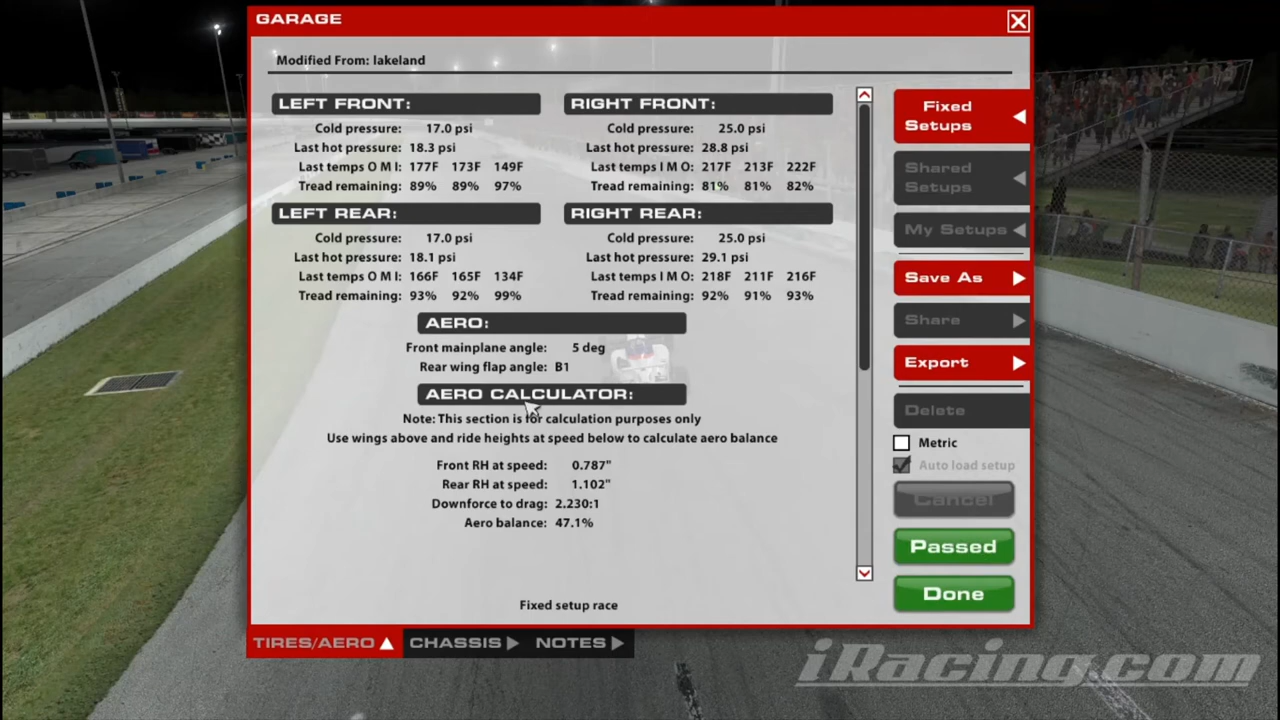 GARAGE
Modified From: lakeland
LEFT FRONT:
Cold pressure: 17.0 psi
Last hot pressure: 18.3 psi
Last temps O M I: 177F 173F 149F
Tread remaining: 89% 89% 97%
RIGHT FRONT:
Cold pressure: 25.0 psi
Last hot pressure: 28.8 psi
Last temps I M O: 217F 213F 222F
Tread remaining: 81% 81% 82%
LEFT REAR:
Cold pressure: 17.0 psi
Last hot pressure: 18.1 psi
Last temps O M I: 166F 165F 134F
Tread remaining: 93% 92% 99%
RIGHT REAR:
Cold pressure: 25.0 psi
Last hot pressure: 29.1 psi
Last temps I M O: 218F 211F 216F
Tread remaining: 92% 91% 93%
AERO:
Front mainplane angle: 5 deg
Rear wing flap angle: B1
AERO CALCULATOR:
Note: This section is for calculation purposes only
Use wings above and ride heights at speed below to calculate aero balance
Front RH at speed: 0.787"
Rear RH at speed: 1.102"
Downforce to drag: 2.230:1
Aero balance: 47.1%
Fixed setup race
Fixed
Setups
Shared
Setups
My Setups
Save As
Share
Export
Delete
Metric
Auto load setup
Cancel
Passed
Done
TIRES/AERO
CHASSIS
NOTES
iRacing.com